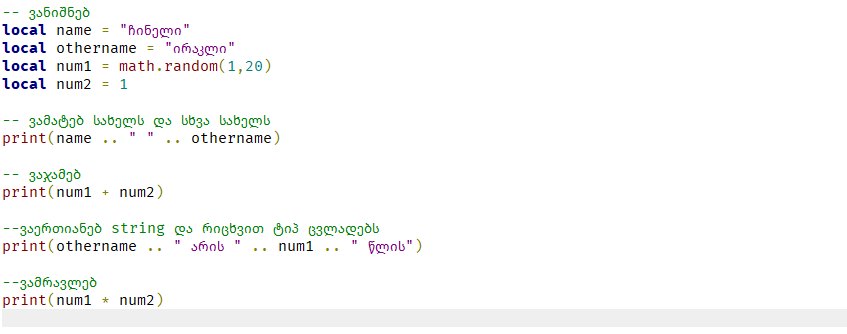 -- ვანიშნებ
local name = "ჩინელი"
local othername = "ირაკლი"
local num1 = math.random(1,20)
local num2 = 1
-- ვამატებ სახელს და სხვა სახელს
print(name .. " " .. othername)
-- ვაჯამებ
print(num1 + num2)
--ვაერთიანებ string და რიცხვით ტიპ ცვლადებს
print(othername .. " არის " .. num1 .. " წლის")
--ვამრავლებ
print(num1 * num2)